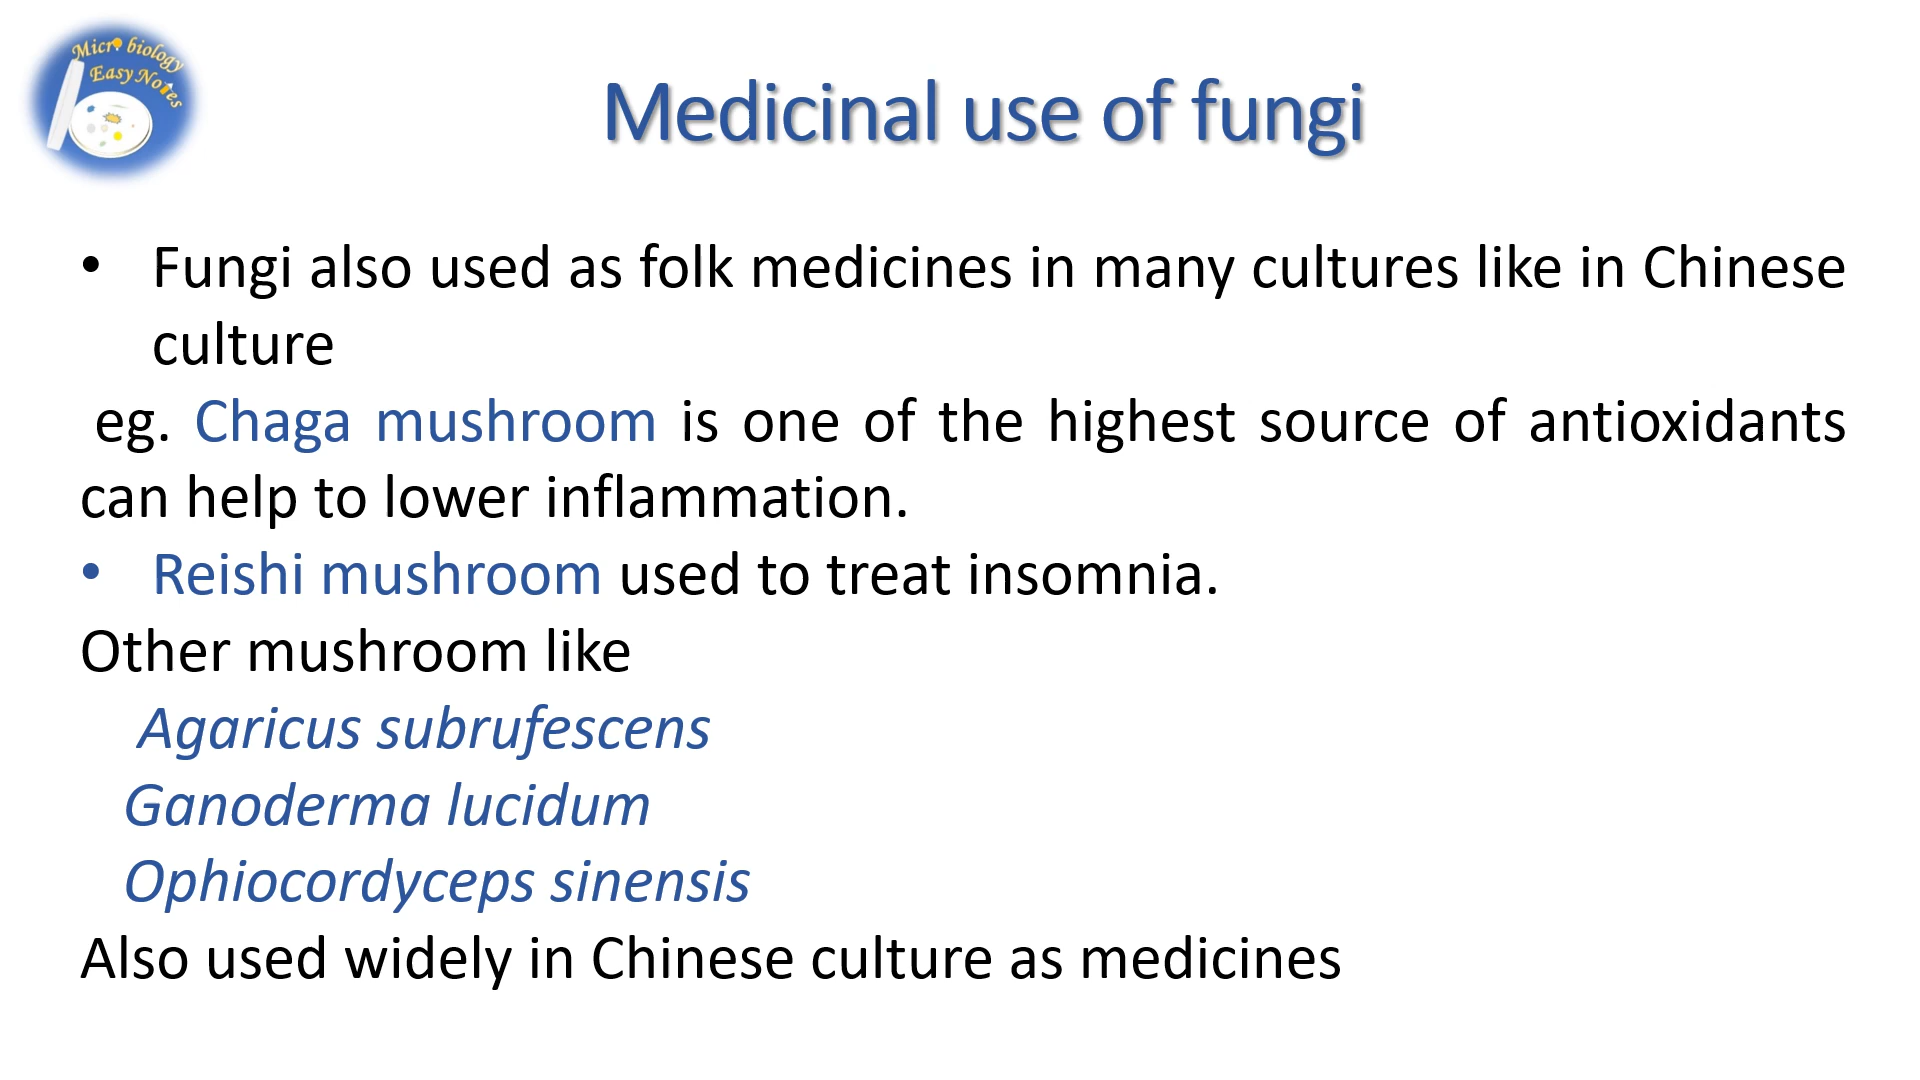 Micro biology
Easy Notes
Medicinal use of fungi
• Fungi also used as folk medicines in many cultures like in Chinese
culture
eg. Chaga mushroom is one of the highest source of antioxidants
can help to lower inflammation.
• Reishi mushroom used to treat insomnia.
Other mushroom like
Agaricus subrufescens
Ganoderma lucidum
Ophiocordyceps sinensis
Also used widely in Chinese culture as medicines